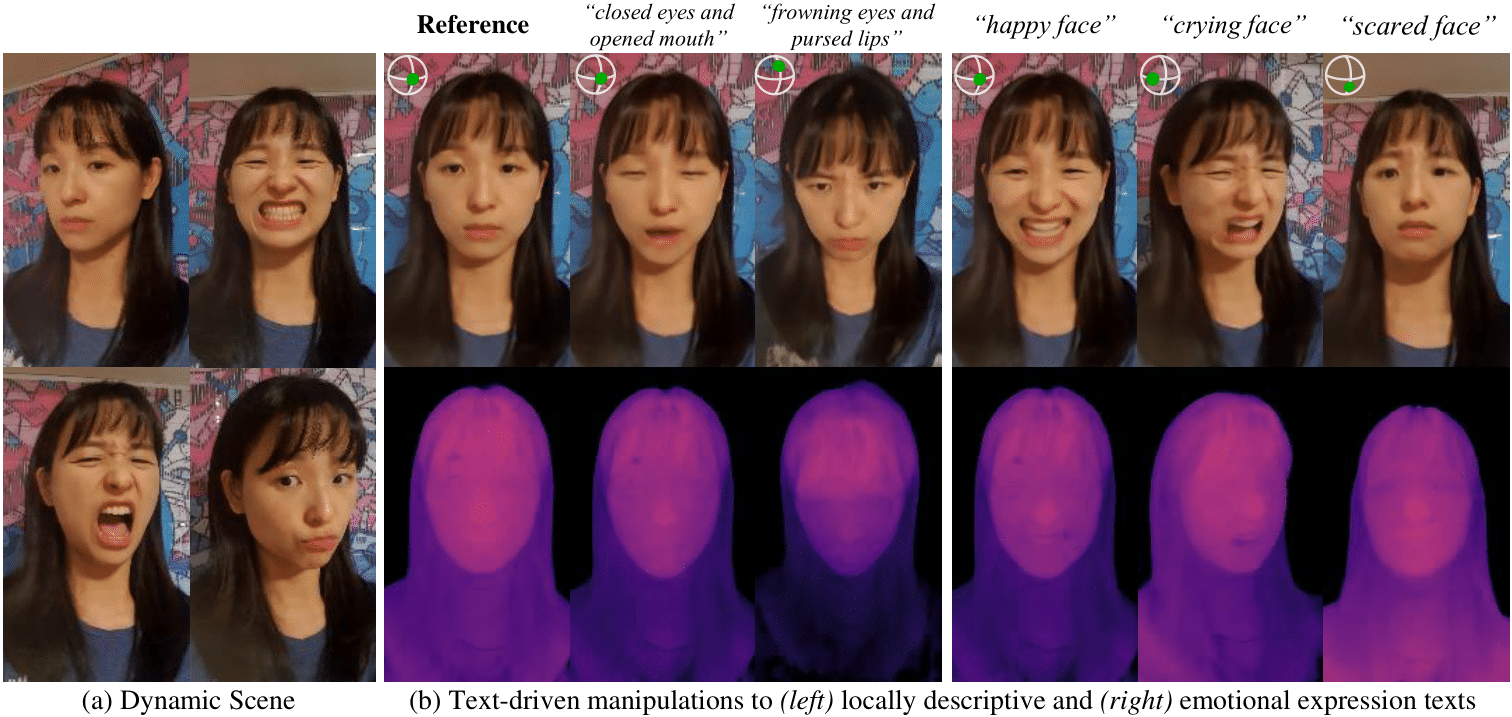 Reference
“closed eyes and
opened mouth”
“frowning eyes and
pursed lips”
“happy face”
“crying face”
“scared face”
(a) Dynamic Scene
(b) Text-driven manipulations to (left) locally descriptive and (right) emotional expression texts